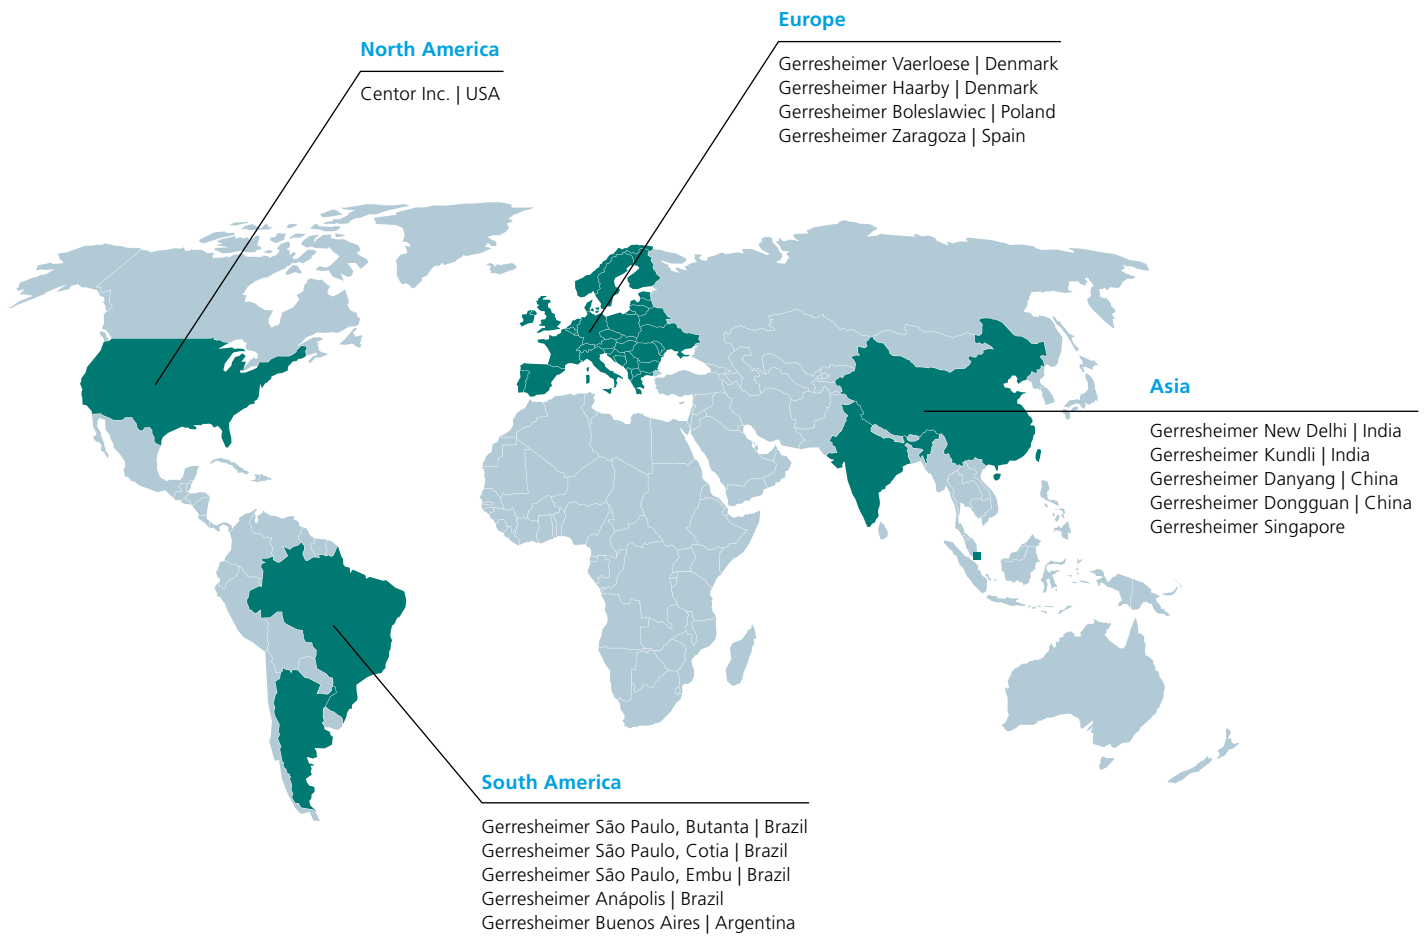 Europe
Gerresheimer Vaerloese | Denmark
Gerresheimer Haarby | Denmark
Gerresheimer Boleslawiec | Poland
Gerresheimer Zaragoza | Spain
North America
Centor Inc. | USA
Asia
Gerresheimer New Delhi | India
Gerresheimer Kundli | India
Gerresheimer Danyang | China
Gerresheimer Dongguan | China
Gerresheimer Singapore
South America
Gerresheimer São Paulo, Butanta | Brazil
Gerresheimer São Paulo, Cotia | Brazil
Gerresheimer São Paulo, Embu | Brazil
Gerresheimer Anápolis | Brazil
Gerresheimer Buenos Aires | Argentina